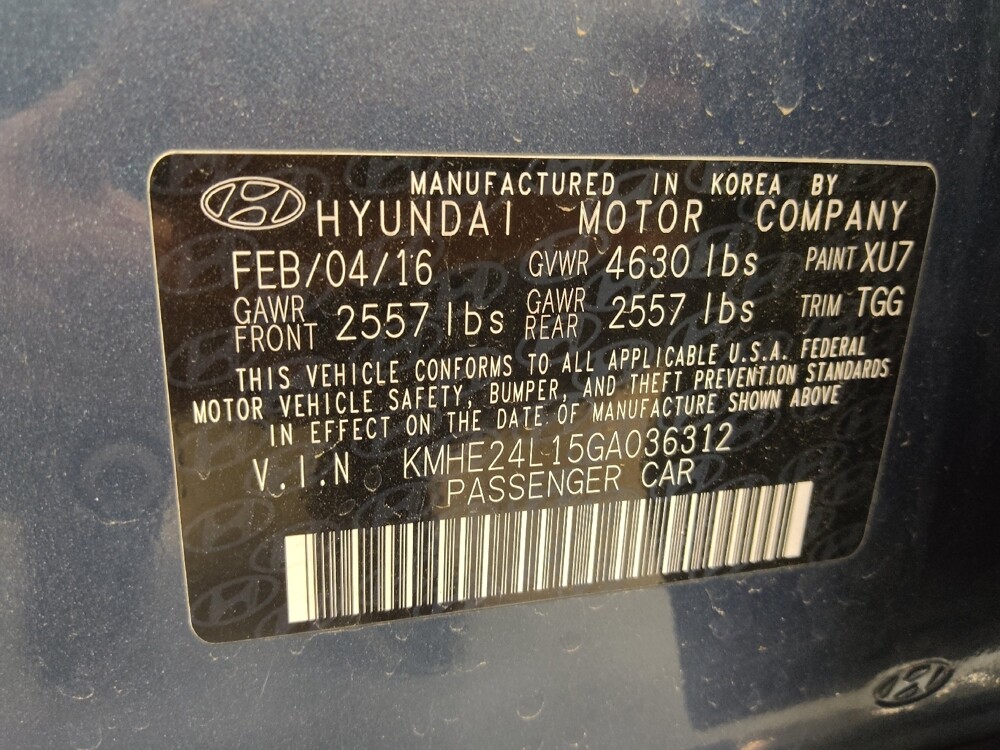 MANUFACTURED IN KOREA BY
HYUNDAI MOTOR COMPANY
FEB/04/16 GVWR 4630 lbs PAINT XU7
GAWR FRONT 2557 lbs GAWR REAR 2557 lbs TRIM TGG
THIS VEHICLE CONFORMS TO ALL APPLICABLE U.S.A. FEDERAL
MOTOR VEHICLE SAFETY, BUMPER, AND THEFT PREVENTION STANDARDS
IN EFFECT ON THE DATE OF MANUFACTURE SHOWN ABOVE
V.I.N KMHE24L15GA036312
PASSENGER CAR